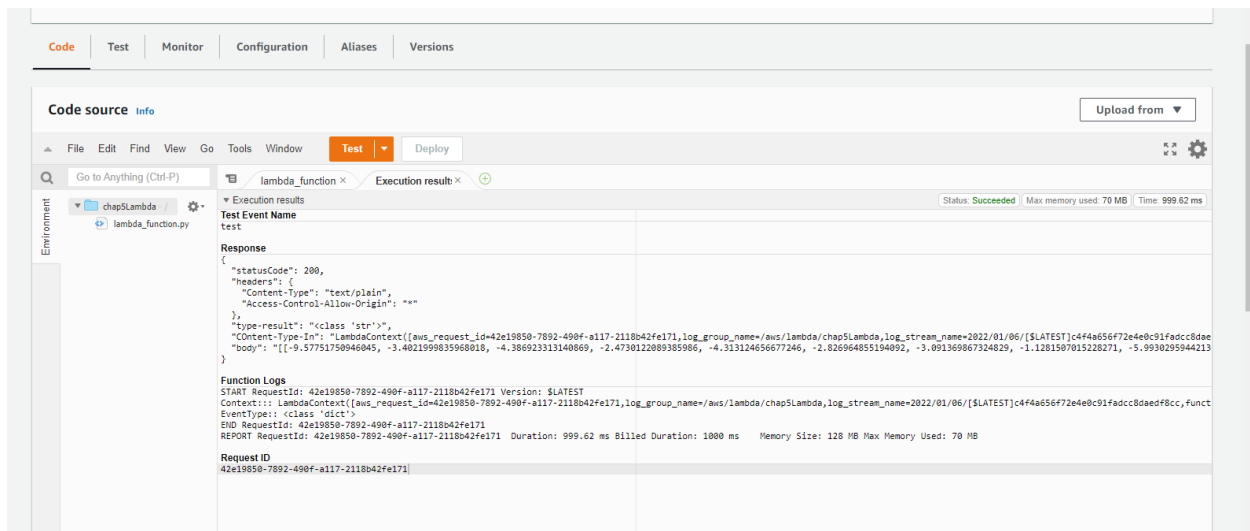 Code Test Monitor Configuration Aliases Versions
Code source Info Upload from
File Edit Find View Go Tools Window Test Deploy
Go to Anything (Ctrl-P) lambda_function Execution result
Environment
chap5Lambda /
lambda_function.py
Execution results Status: Succeeded Max memory used: 70 MB Time: 999.62 ms
Test Event Name
test
Response
{
"statusCode": 200,
"headers": {
"Content-Type": "text/plain",
"Access-Control-Allow-Origin": "*"
},
"type-result": "<class 'str'>",
"COntent-Type-In": "LambdaContext([aws_request_id=42e19850-7892-490f-a117-2118b42fe171,log_group_name=/aws/lambda/chap5Lambda,log_stream_name=2022/01/06/[$LATEST]c4f4a656f72e4e0c91fadcc8dae
"body": "[[-9.57751750946045, -3.4021999835968018, -4.386923313140869, -2.4730122089385986, -4.313124656677246, -2.826964855194092, -3.091369867324829, -1.1281507015228271, -5.9930295944213
}
Function Logs
START RequestId: 42e19850-7892-490f-a117-2118b42fe171 Version: $LATEST
Context::: LambdaContext([aws_request_id=42e19850-7892-490f-a117-2118b42fe171,log_group_name=/aws/lambda/chap5Lambda,log_stream_name=2022/01/06/[$LATEST]c4f4a656f72e4e0c91fadcc8daedf8cc,funct
EventType:: <class 'dict'>
END RequestId: 42e19850-7892-490f-a117-2118b42fe171
REPORT RequestId: 42e19850-7892-490f-a117-2118b42fe171 Duration: 999.62 ms Billed Duration: 1000 ms Memory Size: 128 MB Max Memory Used: 70 MB
Request ID
42e19850-7892-490f-a117-2118b42fe171